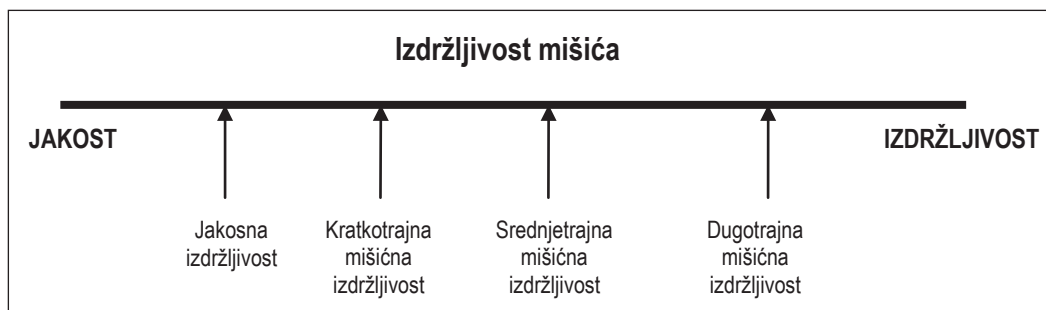 Izdržljivost mišića
JAKOST
IZDRŽLJIVOST
Jakosna
izdržljivost
Kratkotrajna
mišićna
izdržljivost
Srednjetrajna
mišićna
izdržljivost
Dugotrajna
mišićna
izdržljivost